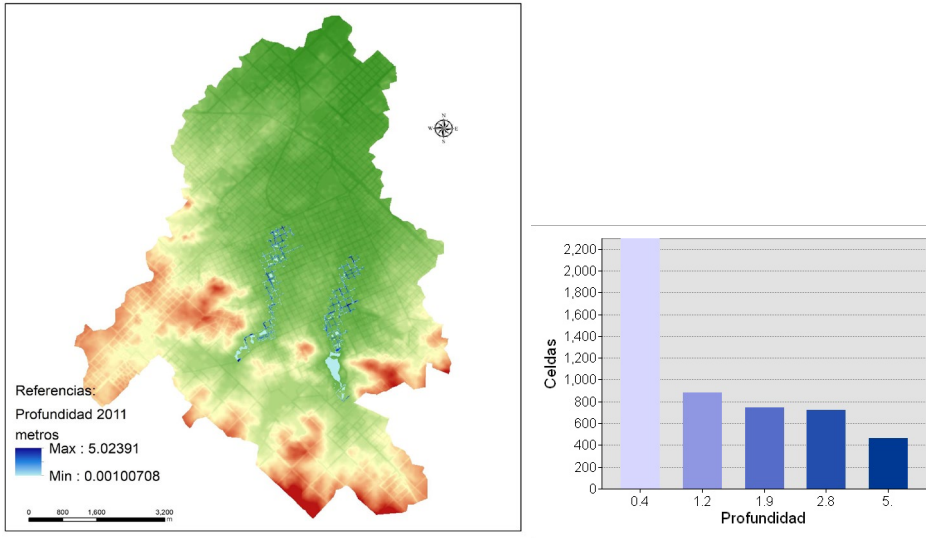 N
W E
S
Referencias:
Profundidad 2011
metros
Max : 5.02391
Min : 0.00100708
0 800 1,600 3,200
m
2,200
2,000
1,800
1,600
1,400
1,200
1,000
800
600
400
200
0
Celdas
0.4 1.2 1.9 2.8 5.
Profundidad